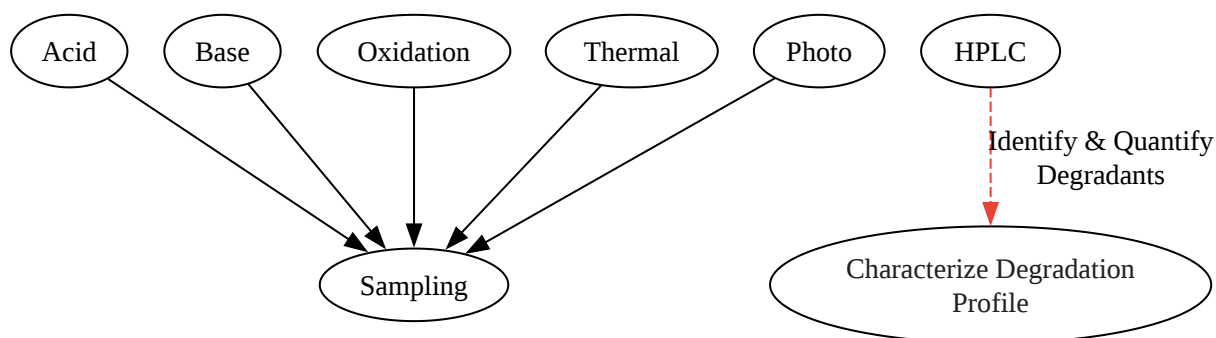 Acid
Base
Oxidation
Thermal
Photo
HPLC
Identify & Quantify
Degradants
Sampling
Characterize Degradation
Profile